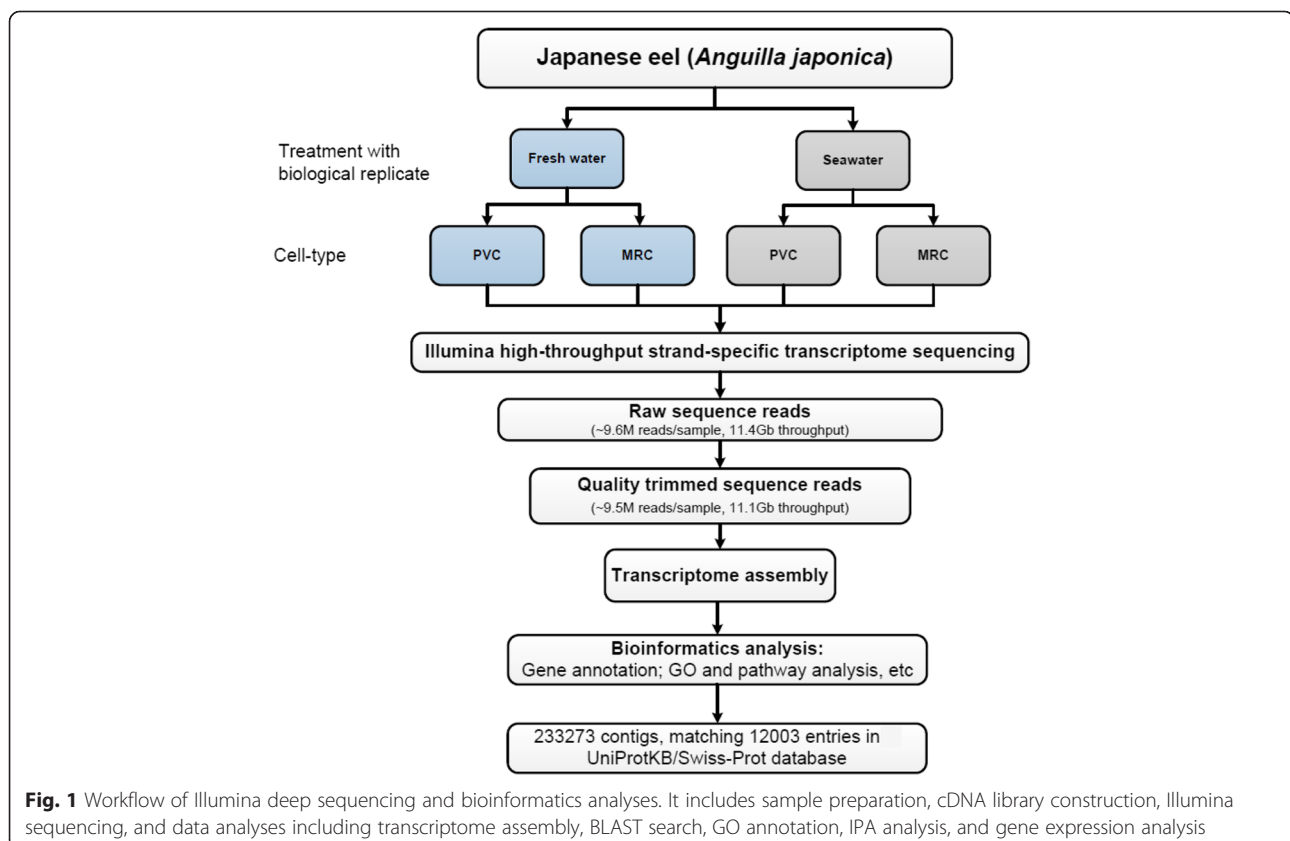 Japanese eel (Anguilla japonica)
Treatment with
biological replicate
Fresh water
Seawater
Cell-type
PVC
MRC
PVC
MRC
Illumina high-throughput strand-specific transcriptome sequencing
Raw sequence reads
(~9.6M reads/sample, 11.4Gb throughput)
Quality trimmed sequence reads
(~9.5M reads/sample, 11.1Gb throughput)
Transcriptome assembly
Bioinformatics analysis:
Gene annotation; GO and pathway analysis, etc
233273 contigs, matching 12003 entries in
UniProtKB/Swiss-Prot database
Fig. 1 Workflow of Illumina deep sequencing and bioinformatics analyses. It includes sample preparation, cDNA library construction, Illumina
sequencing, and data analyses including transcriptome assembly, BLAST search, GO annotation, IPA analysis, and gene expression analysis